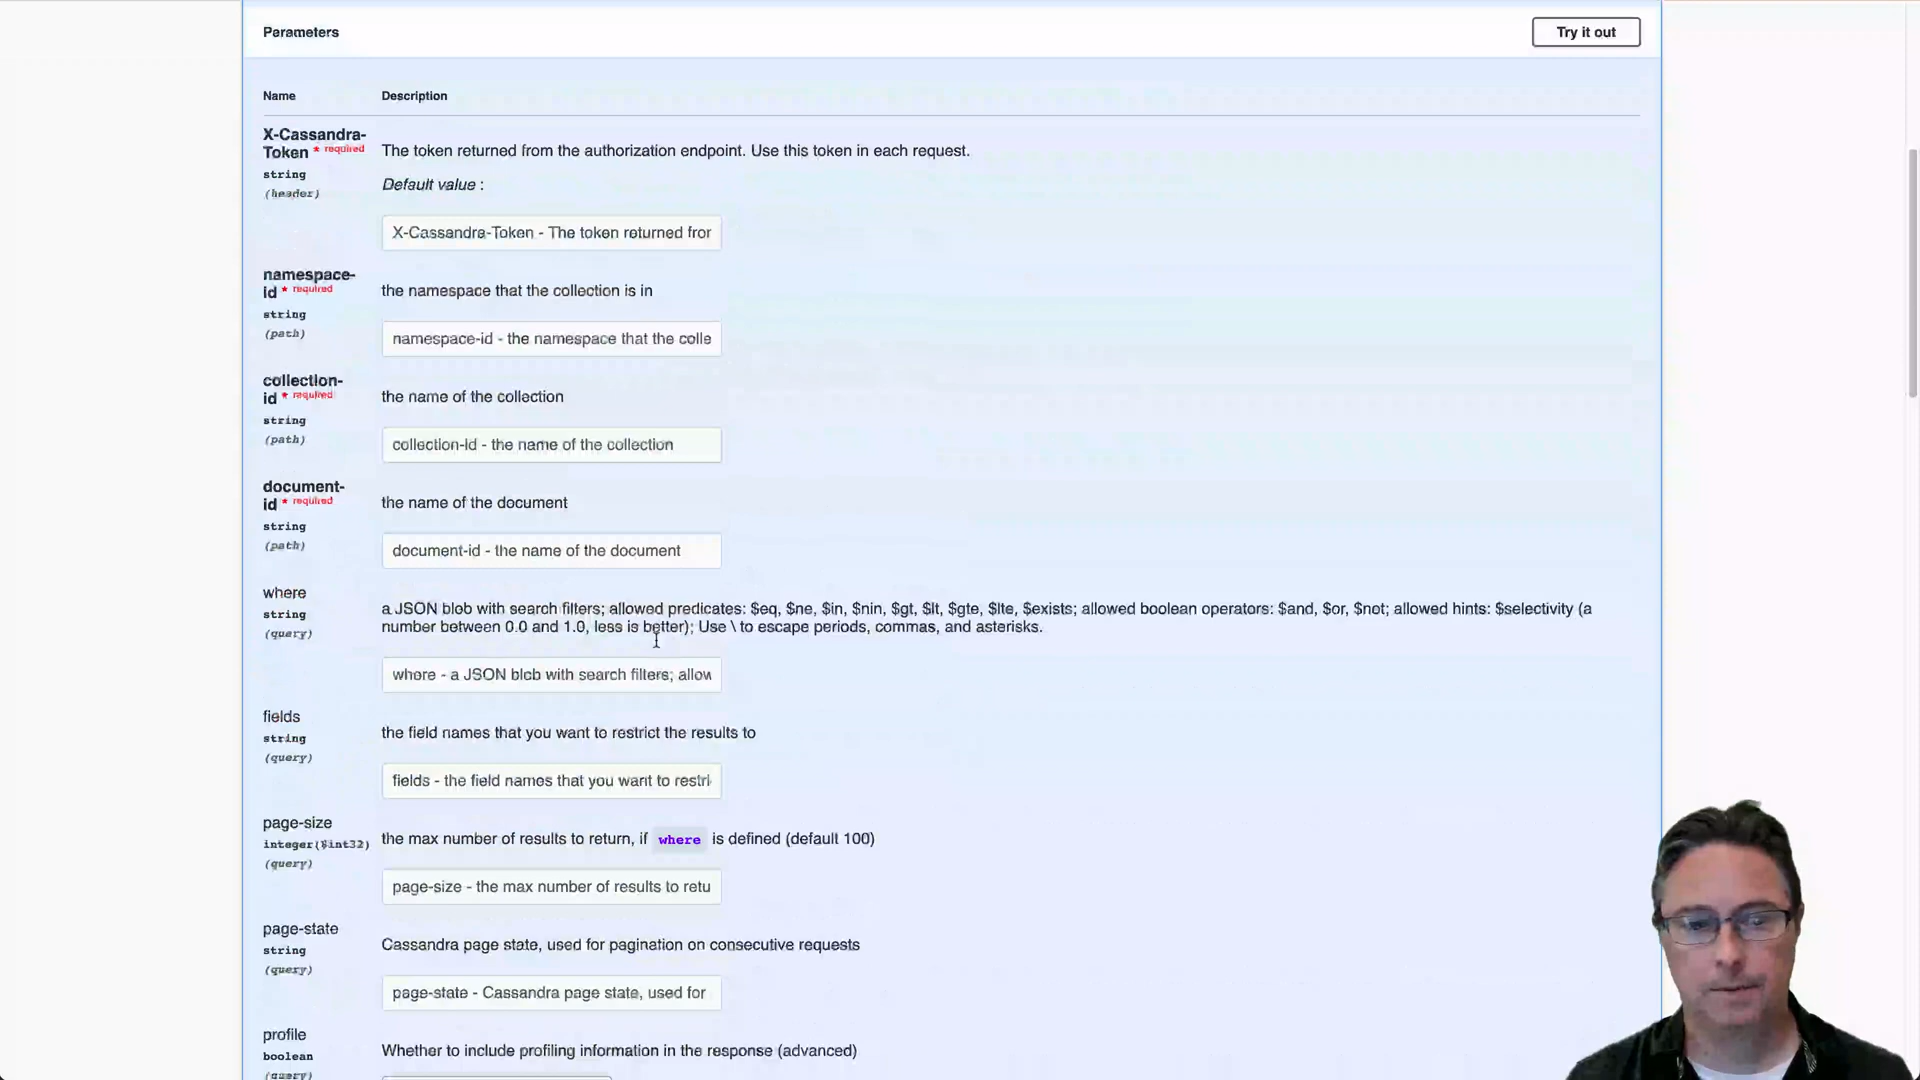 Parameters
Try it out
Name
Description
X-Cassandra-
Token * required
string
(header)
The token returned from the authorization endpoint. Use this token in each request.
Default value :
X-Cassandra-Token - The token returned fror
namespace-
id * required
string
(path)
the namespace that the collection is in
namespace-id - the namespace that the colle
collection-
id * required
string
(path)
the name of the collection
collection-id - the name of the collection
document-
id * required
string
(path)
the name of the document
document-id - the name of the document
where
string
(query)
a JSON blob with search filters; allowed predicates: $eq, $ne, $in, $nin, $gt, $lt, $gte, $lte, $exists; allowed boolean operators: $and, $or, $not; allowed hints: $selectivity (a
number between 0.0 and 1.0, less is better); Use \ to escape periods, commas, and asterisks.
where - a JSON blob with search filters; allow
fields
string
(query)
the field names that you want to restrict the results to
fields - the field names that you want to restri
page-size
integer($int32)
(query)
the max number of results to return, if where is defined (default 100)
page-size - the max number of results to retu
page-state
string
(query)
Cassandra page state, used for pagination on consecutive requests
page-state - Cassandra page state, used for
profile
boolean
(query)
Whether to include profiling information in the response (advanced)